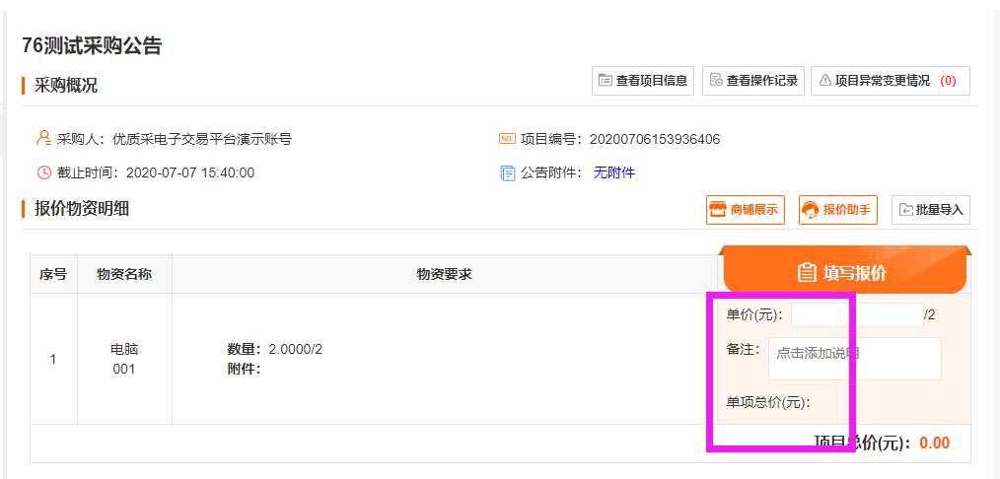 76测试采购公告
采购概况
查看项目信息
查看操作记录
项目异常变更情况 (0)
采购人：优质采电子交易平台演示账号
NO. 项目编号：20200706153936406
截止时间：2020-07-07 15:40:00
公告附件：无附件
报价物资明细
商铺展示
报价助手
批量导入
序号 物资名称 物资要求 填写报价
1
电脑
001
数量：2.0000/2
附件：
单价(元)： /2
备注： 点击添加说明
单项总价(元)：
项目总价(元)：0.00